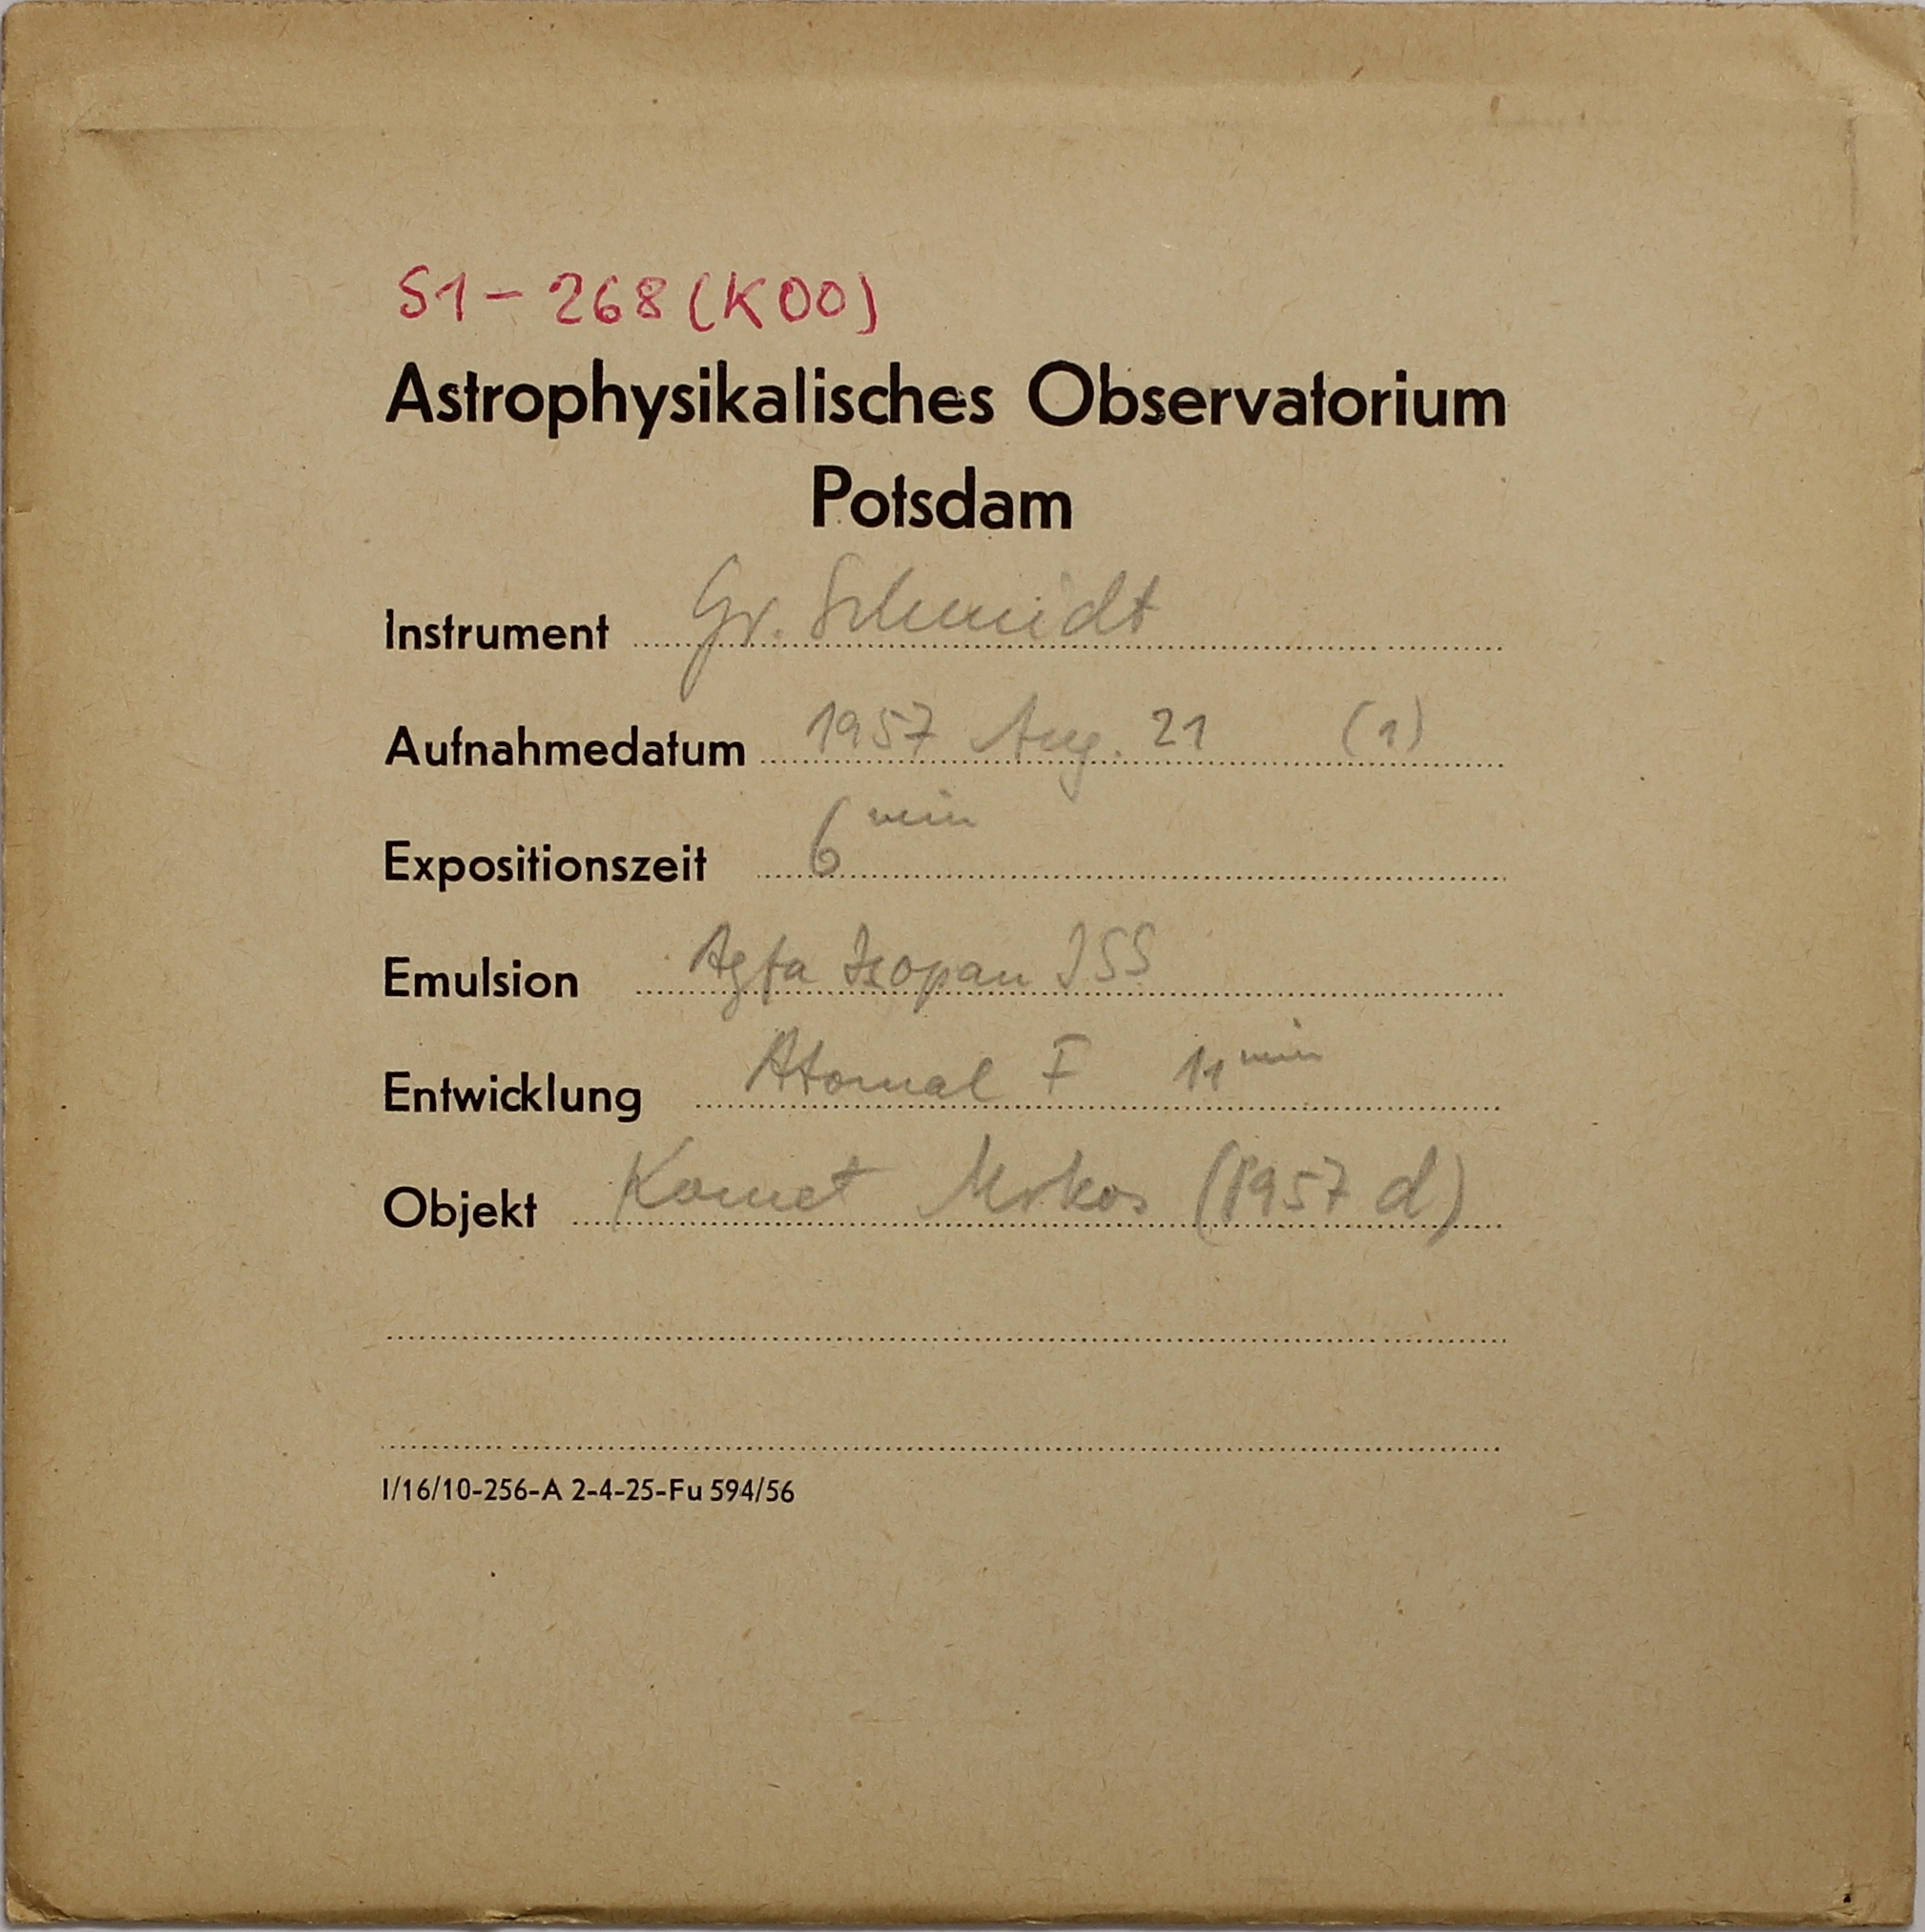 S1-268(K00)
Astrophysikalisches Observatorium
Potsdam
Instrument Gr. Schmidt
Aufnahmedatum 1957 Aug. 21 (1)
Expositionszeit 6 min
Emulsion Agfa Isopan ISS
Entwicklung Atomal F 11 min
Objekt Komet Mrkos (1957 d)
I/16/10-256-A 2-4-25-Fu 594/56